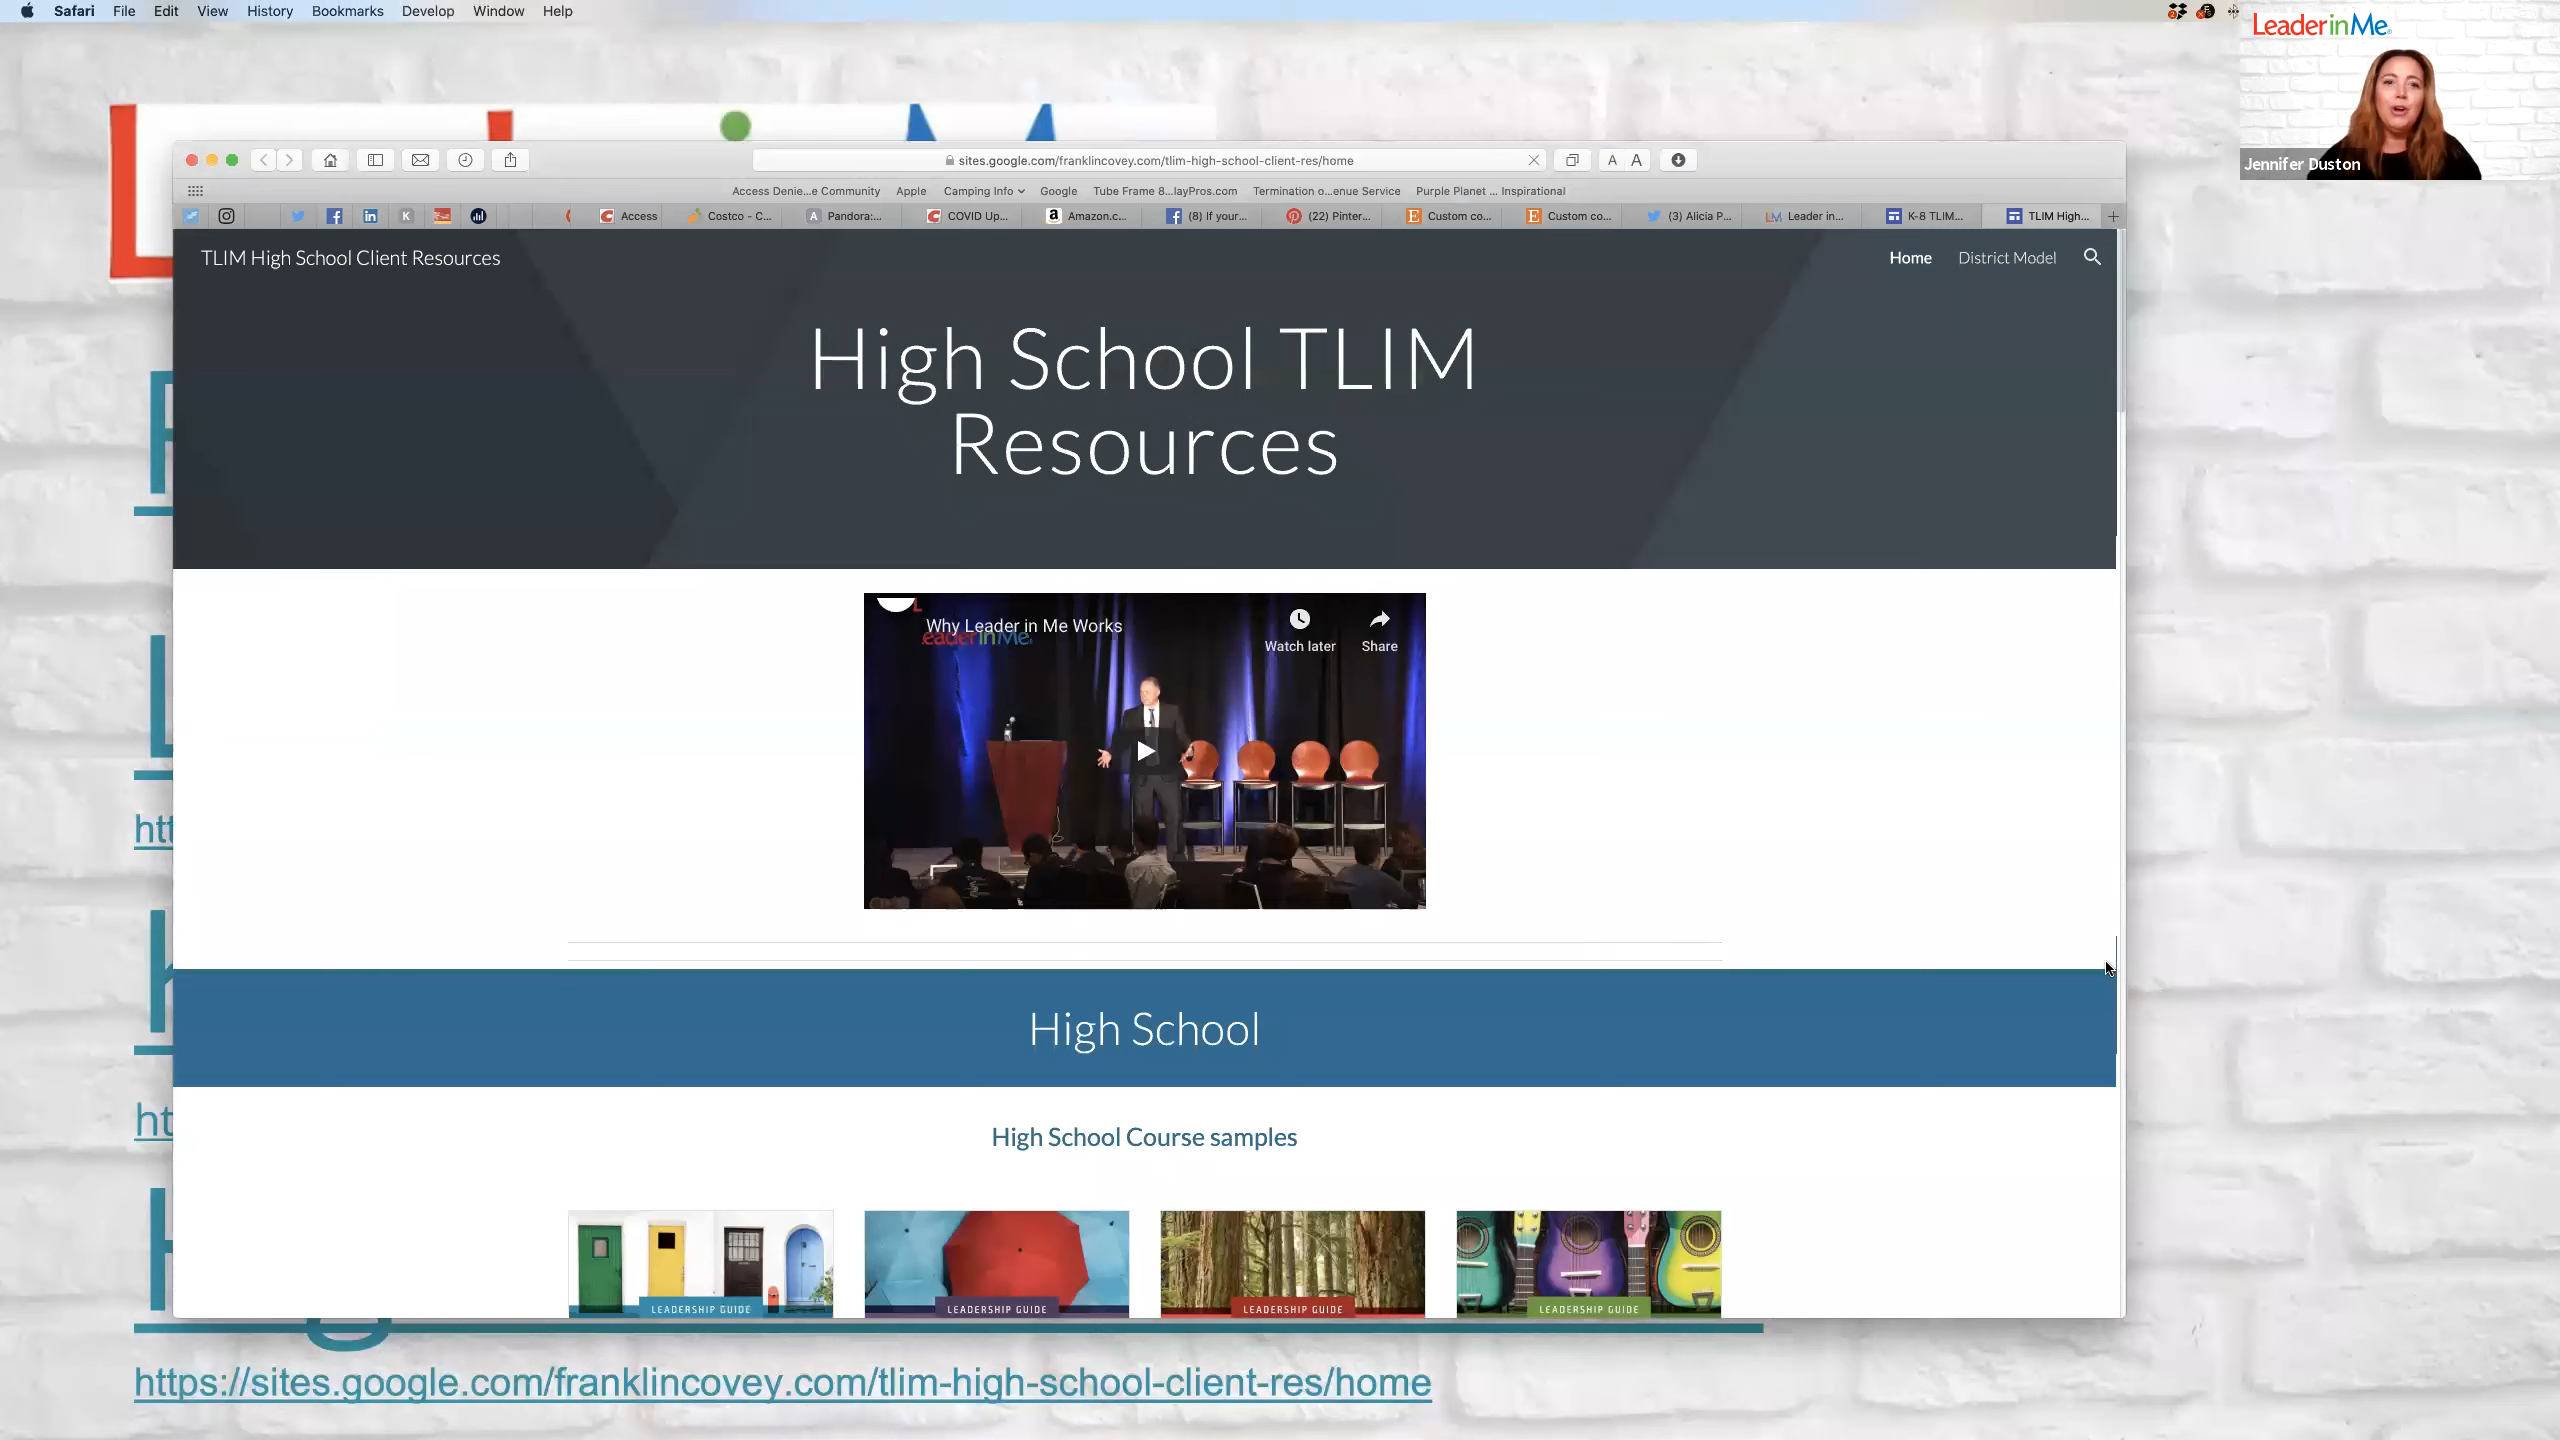 Safari File Edit View History Bookmarks Develop Window Help
LeaderinMe
Jennifer Duston
sites.google.com/franklincovey.com/tlim-high-school-client-res/home
A A
Access Denie...e Community Apple Camping Info Google Tube Frame 8...layPros.com Termination o...enue Service Purple Planet ... Inspirational
Access Costco - C... Pandora:... COVID Up... Amazon.c... (8) If your... (22) Pinter... Custom co... Custom co... (3) Alicia P... Leader in... K-8 TLIM... TLIM High...
TLIM High School Client Resources
Home District Model
High School TLIM
Resources
Why Leader in Me Works
Watch later Share
High School
High School Course samples
LEADERSHIP GUIDE LEADERSHIP GUIDE LEADERSHIP GUIDE LEADERSHIP GUIDE
https://sites.google.com/franklincovey.com/tlim-high-school-client-res/home